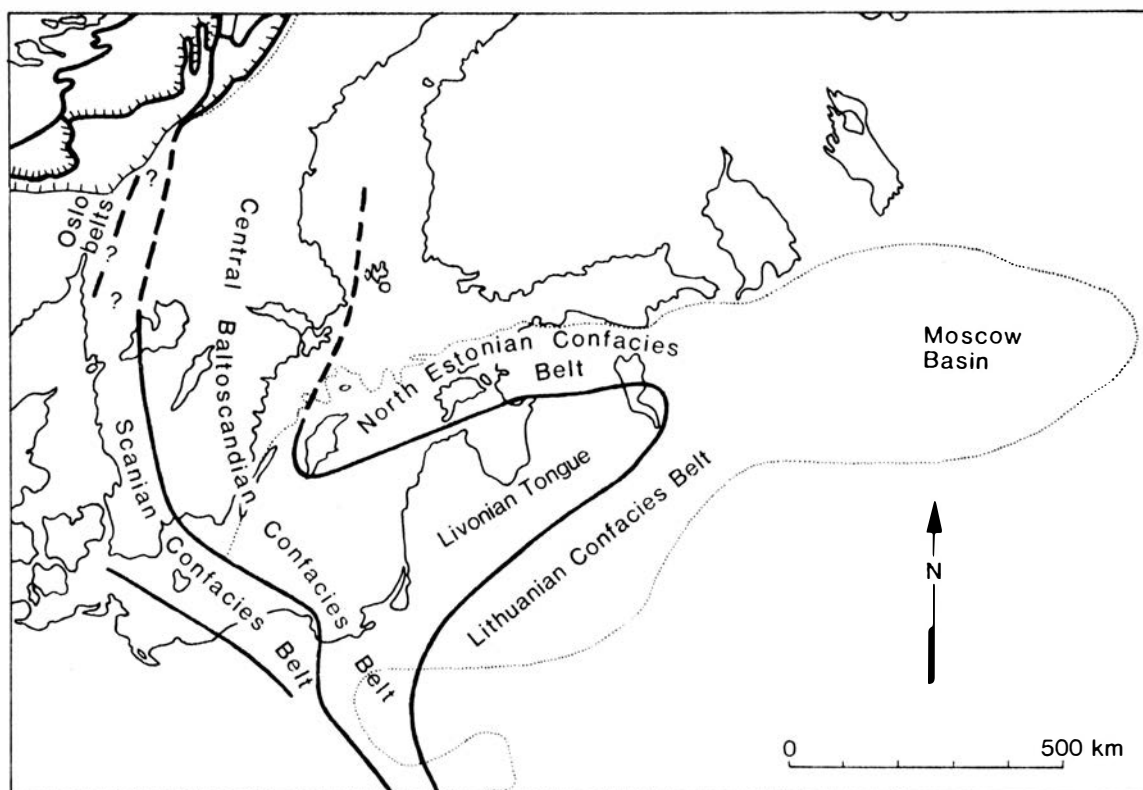 Oslo
belts
?
?
?
Central Baltoscandian
Confacies
Belt
Scanian
Confacies Belt
North Estonian Confacies
Belt
Livonian Tongue
Lithuanian Confacies Belt
Moscow
Basin
N
0 500 km